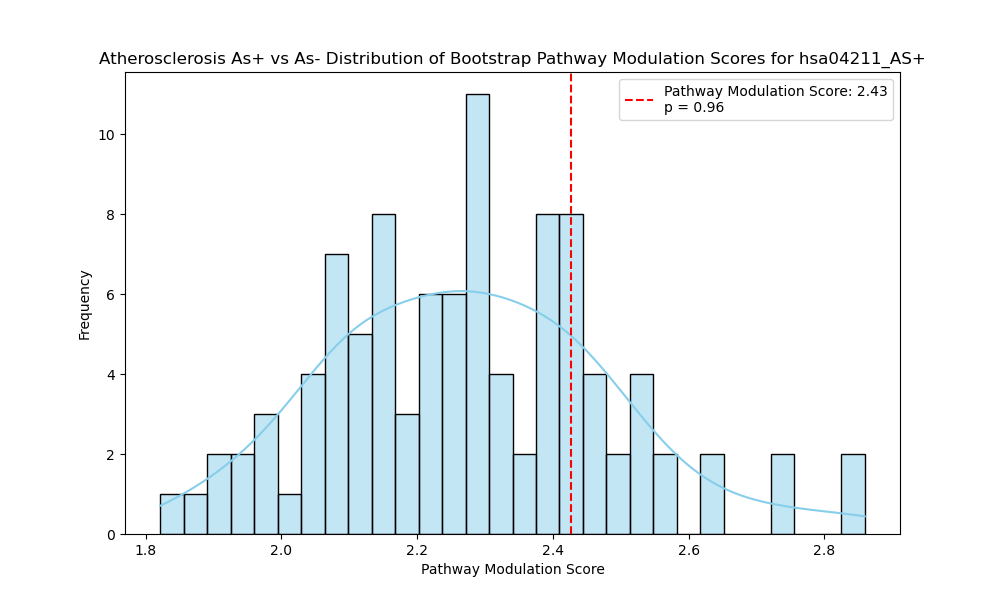 Atherosclerosis As+ vs As- Distribution of Bootstrap Pathway Modulation Scores for hsa04211_AS+
Pathway Modulation Score: 2.43
p = 0.96
Frequency
10
8
6
4
2
0
1.8 2.0 2.2 2.4 2.6 2.8
Pathway Modulation Score